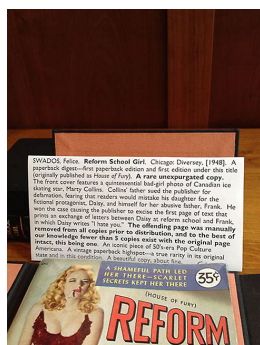 SWADOS, Felice. Reform School Girl. Chicago: Diversey, [1948]. A
paperback digest—first paperback edition and first edition under this title
(originally published as House of Fury). A rare unexpurgated copy.
The front cover features a quintessential bad-girl photo of Canadian ice
skating star, Marty Collins. Collins' father sued the publisher for
defamation, fearing that readers would mistake his daughter for the
fictional protagonist, Daisy, and himself for her abusive father, Frank. He
won the case causing the publisher to excise the first page of text that
prints an exchange of letters between Daisy at reform school and Frank,
in which Daisy writes "I hate you." The offending page was manually
removed from all copies prior to distribution, and to the best of
our knowledge fewer than 5 copies exist with the original page
intact, this being one. An iconic piece of 50's-era Pop Culture
Americana. A vintage paperback highspot—a true rarity in its original
state and in this condition. A beautiful copy, about fine.
A SHAMEFUL PATH LED
HER THERE—SCARLET
SECRETS KEPT HER THERE
35¢
(HOUSE OF FURY)
REFORM